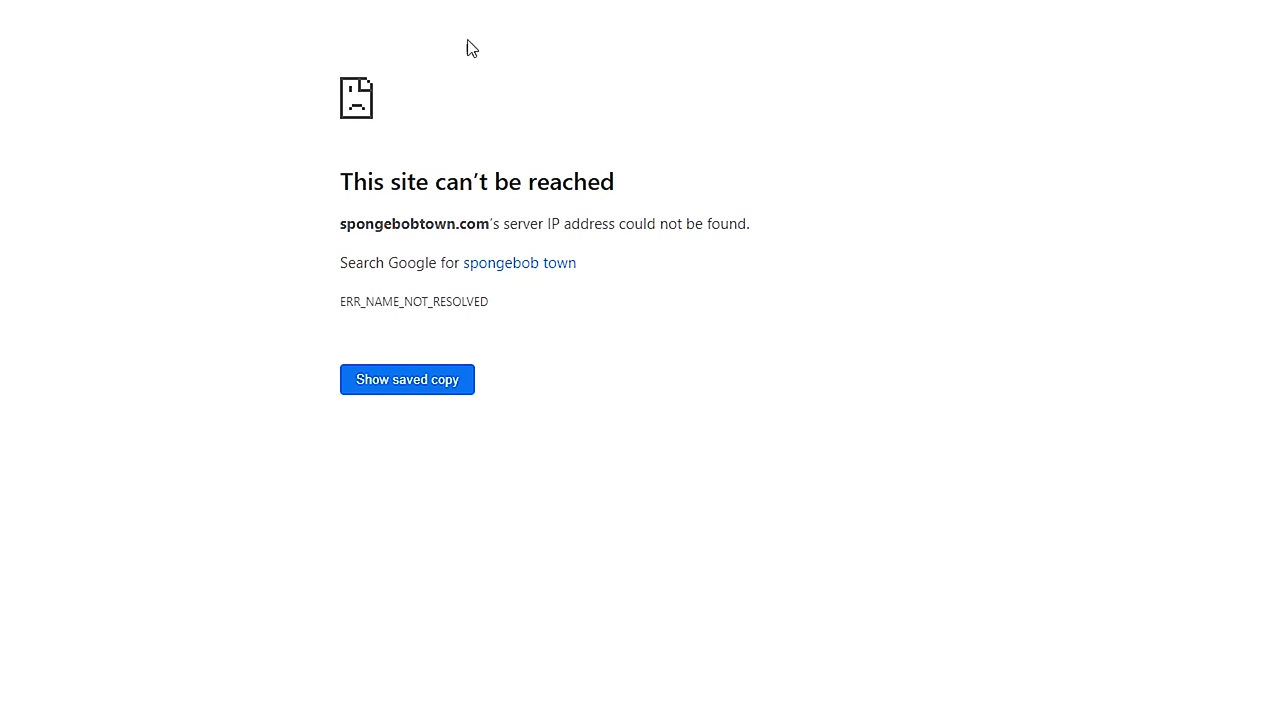 This site can’t be reached
spongebobtown.com's server IP address could not be found.
Search Google for spongebob town
ERR_NAME_NOT_RESOLVED
Show saved copy